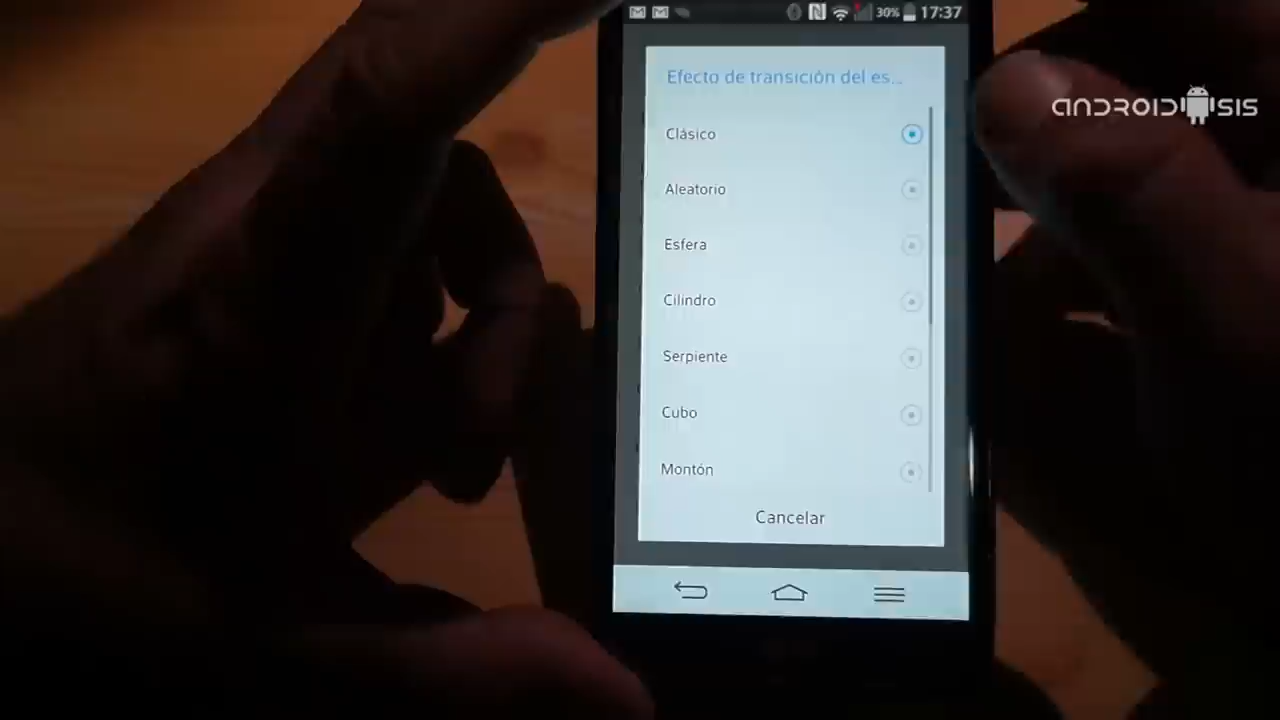 30% 17:37
Efecto de transición del es...
ANDROIDSIS
Clásico
Aleatorio
Esfera
Cilindro
Serpiente
Cubo
Montón
Cancelar